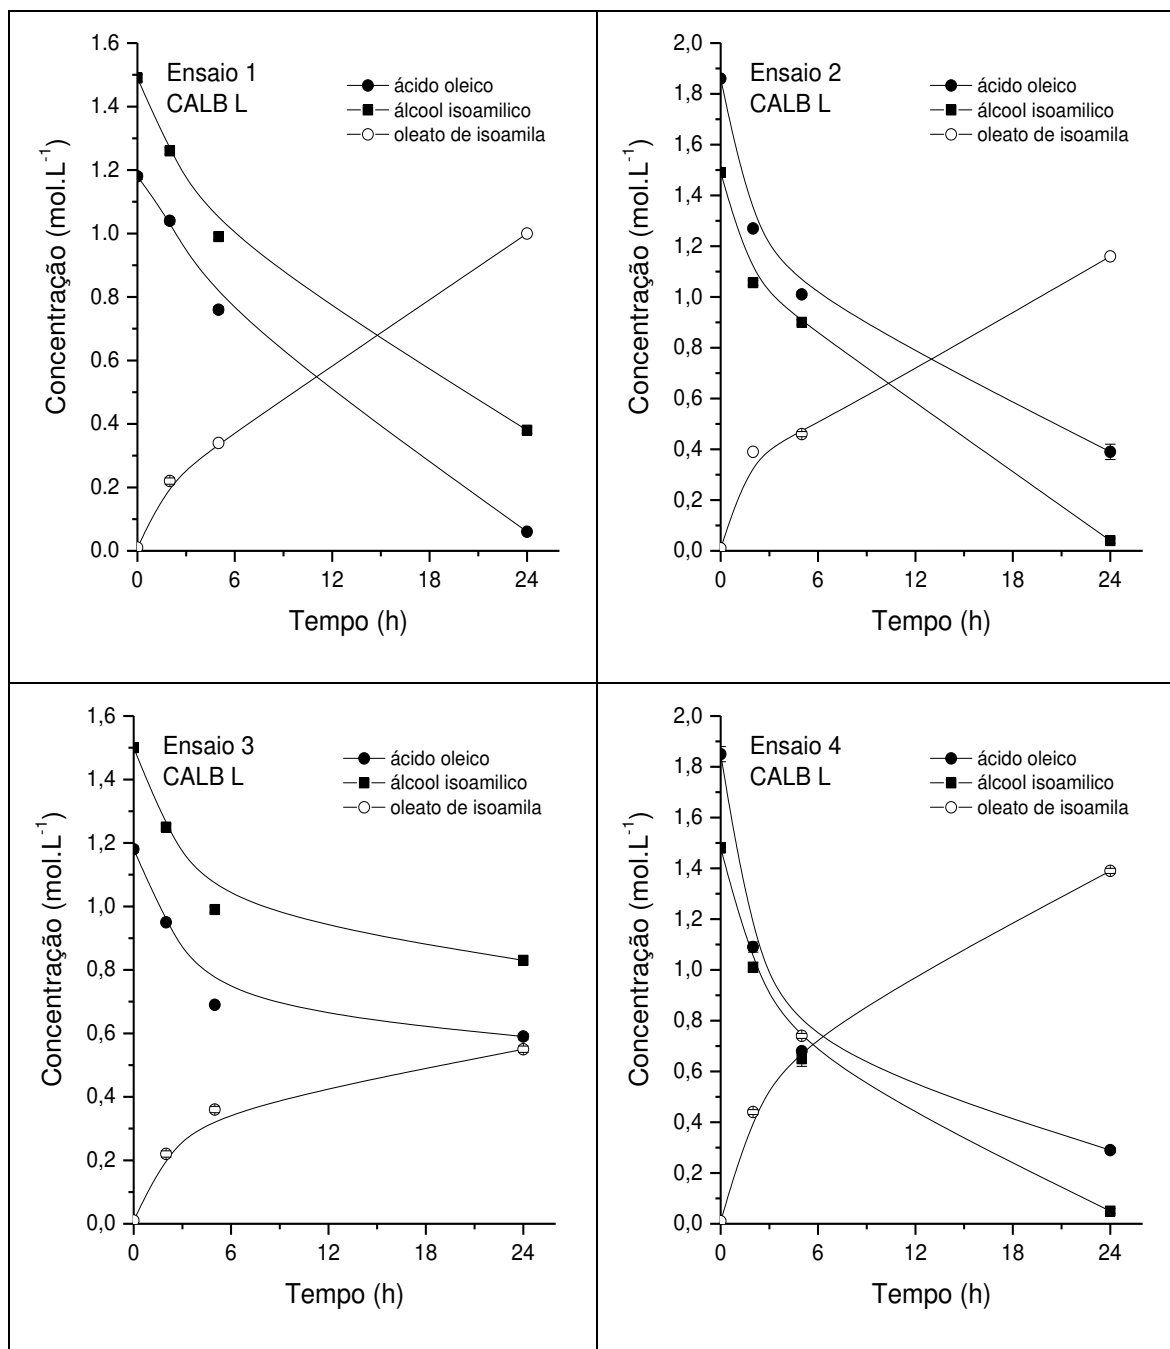 Ensaio 1
CALB L
ácido oleico
álcool isoamilico
oleato de isoamila
Concentração (mol.L⁻¹)
1.6
1.4
1.2
1.0
0.8
0.6
0.4
0.2
0.0
0 6 12 18 24
Tempo (h)
Ensaio 2
CALB L
ácido oleico
álcool isoamilico
oleato de isoamila
Concentração (mol.L⁻¹)
2,0
1,8
1,6
1,4
1,2
1,0
0,8
0,6
0,4
0,2
0,0
0 6 12 18 24
Tempo (h)
Ensaio 3
CALB L
ácido oleico
álcool isoamilico
oleato de isoamila
Concentração (mol.L⁻¹)
1,6
1,4
1,2
1,0
0,8
0,6
0,4
0,2
0,0
0 6 12 18 24
Tempo (h)
Ensaio 4
CALB L
ácido oleico
álcool isoamilico
oleato de isoamila
Concentração (mol.L⁻¹)
2,0
1,8
1,6
1,4
1,2
1,0
0,8
0,6
0,4
0,2
0,0
0 6 12 18 24
Tempo (h)